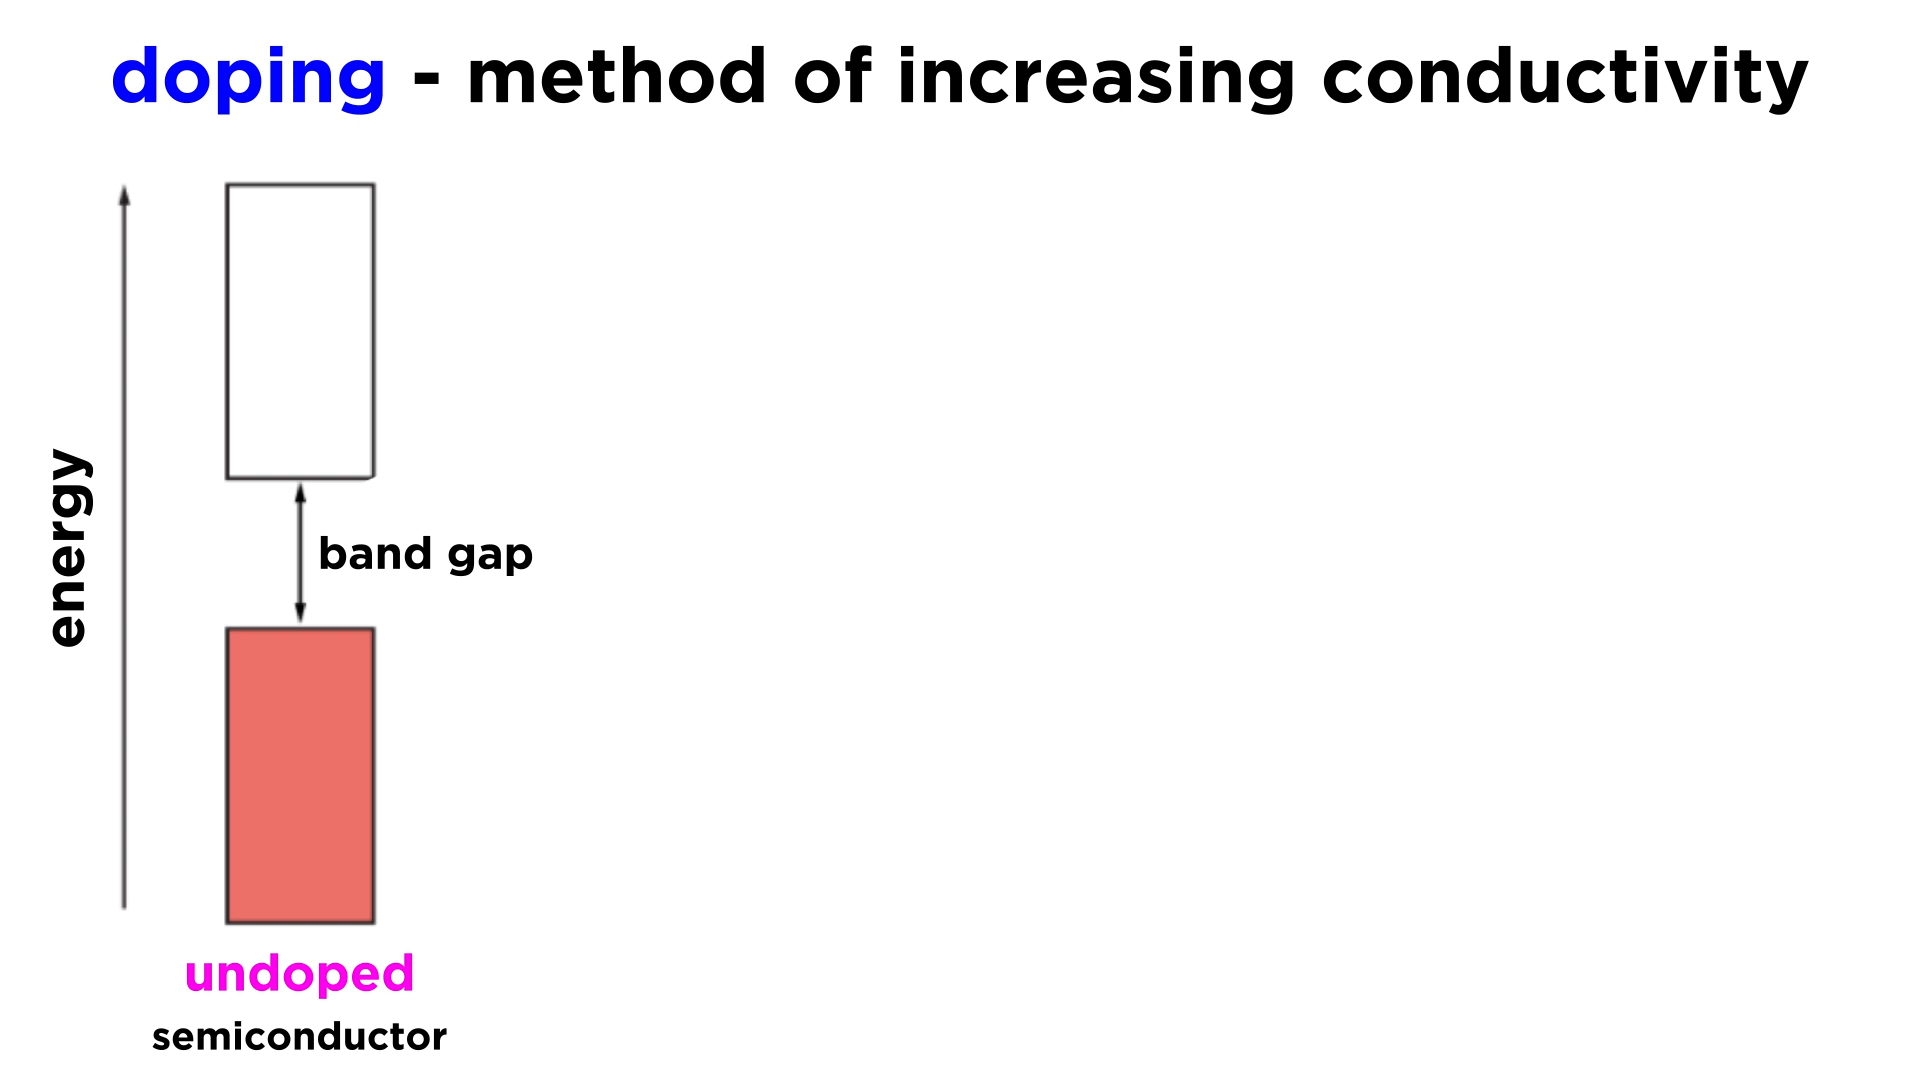 doping - method of increasing conductivity
energy
band gap
undoped
semiconductor